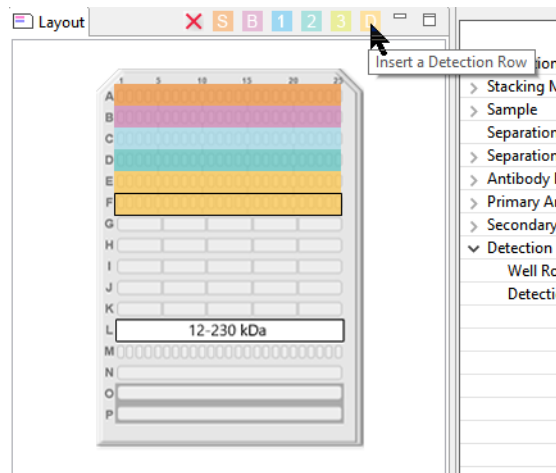 Layout
S B 1 2 3 D
Insert a Detection Row
Stacking M
Sample
Separation
Separation
Antibody
Primary A
Secondary
Detection
Well Ro
Detecti
1 5 10 15 20 25
A
B
C
D
E
F
G
H
I
J
K
L 12-230 kDa
M
N
O
P